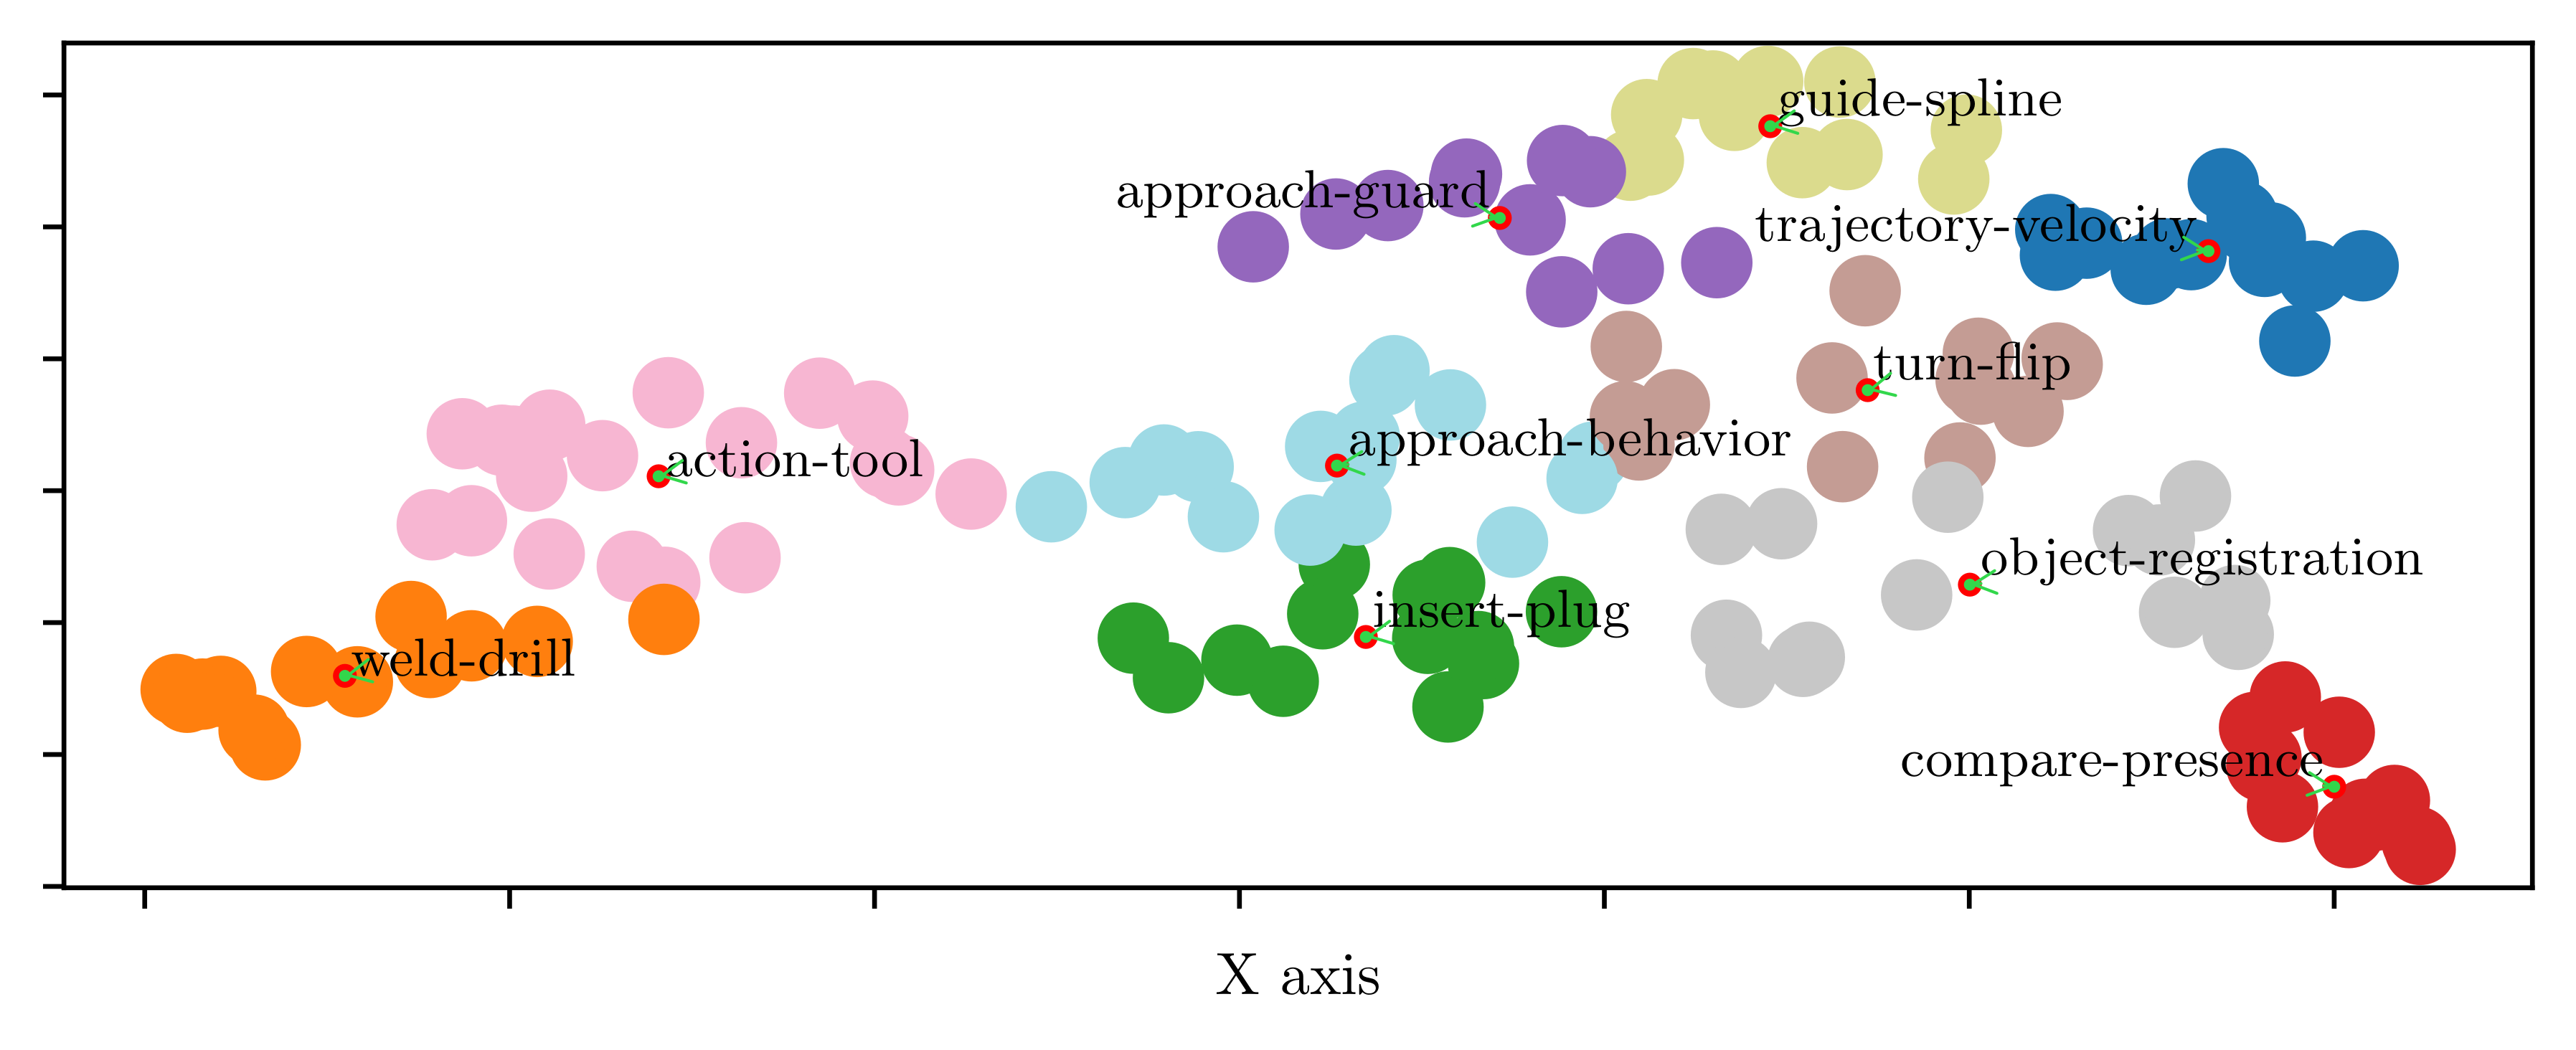 guide-spline
approach-guard
trajectory-velocity
turn-flip
approach-behavior
action-tool
object-registration
insert-plug
weld-drill
compare-presence
X axis